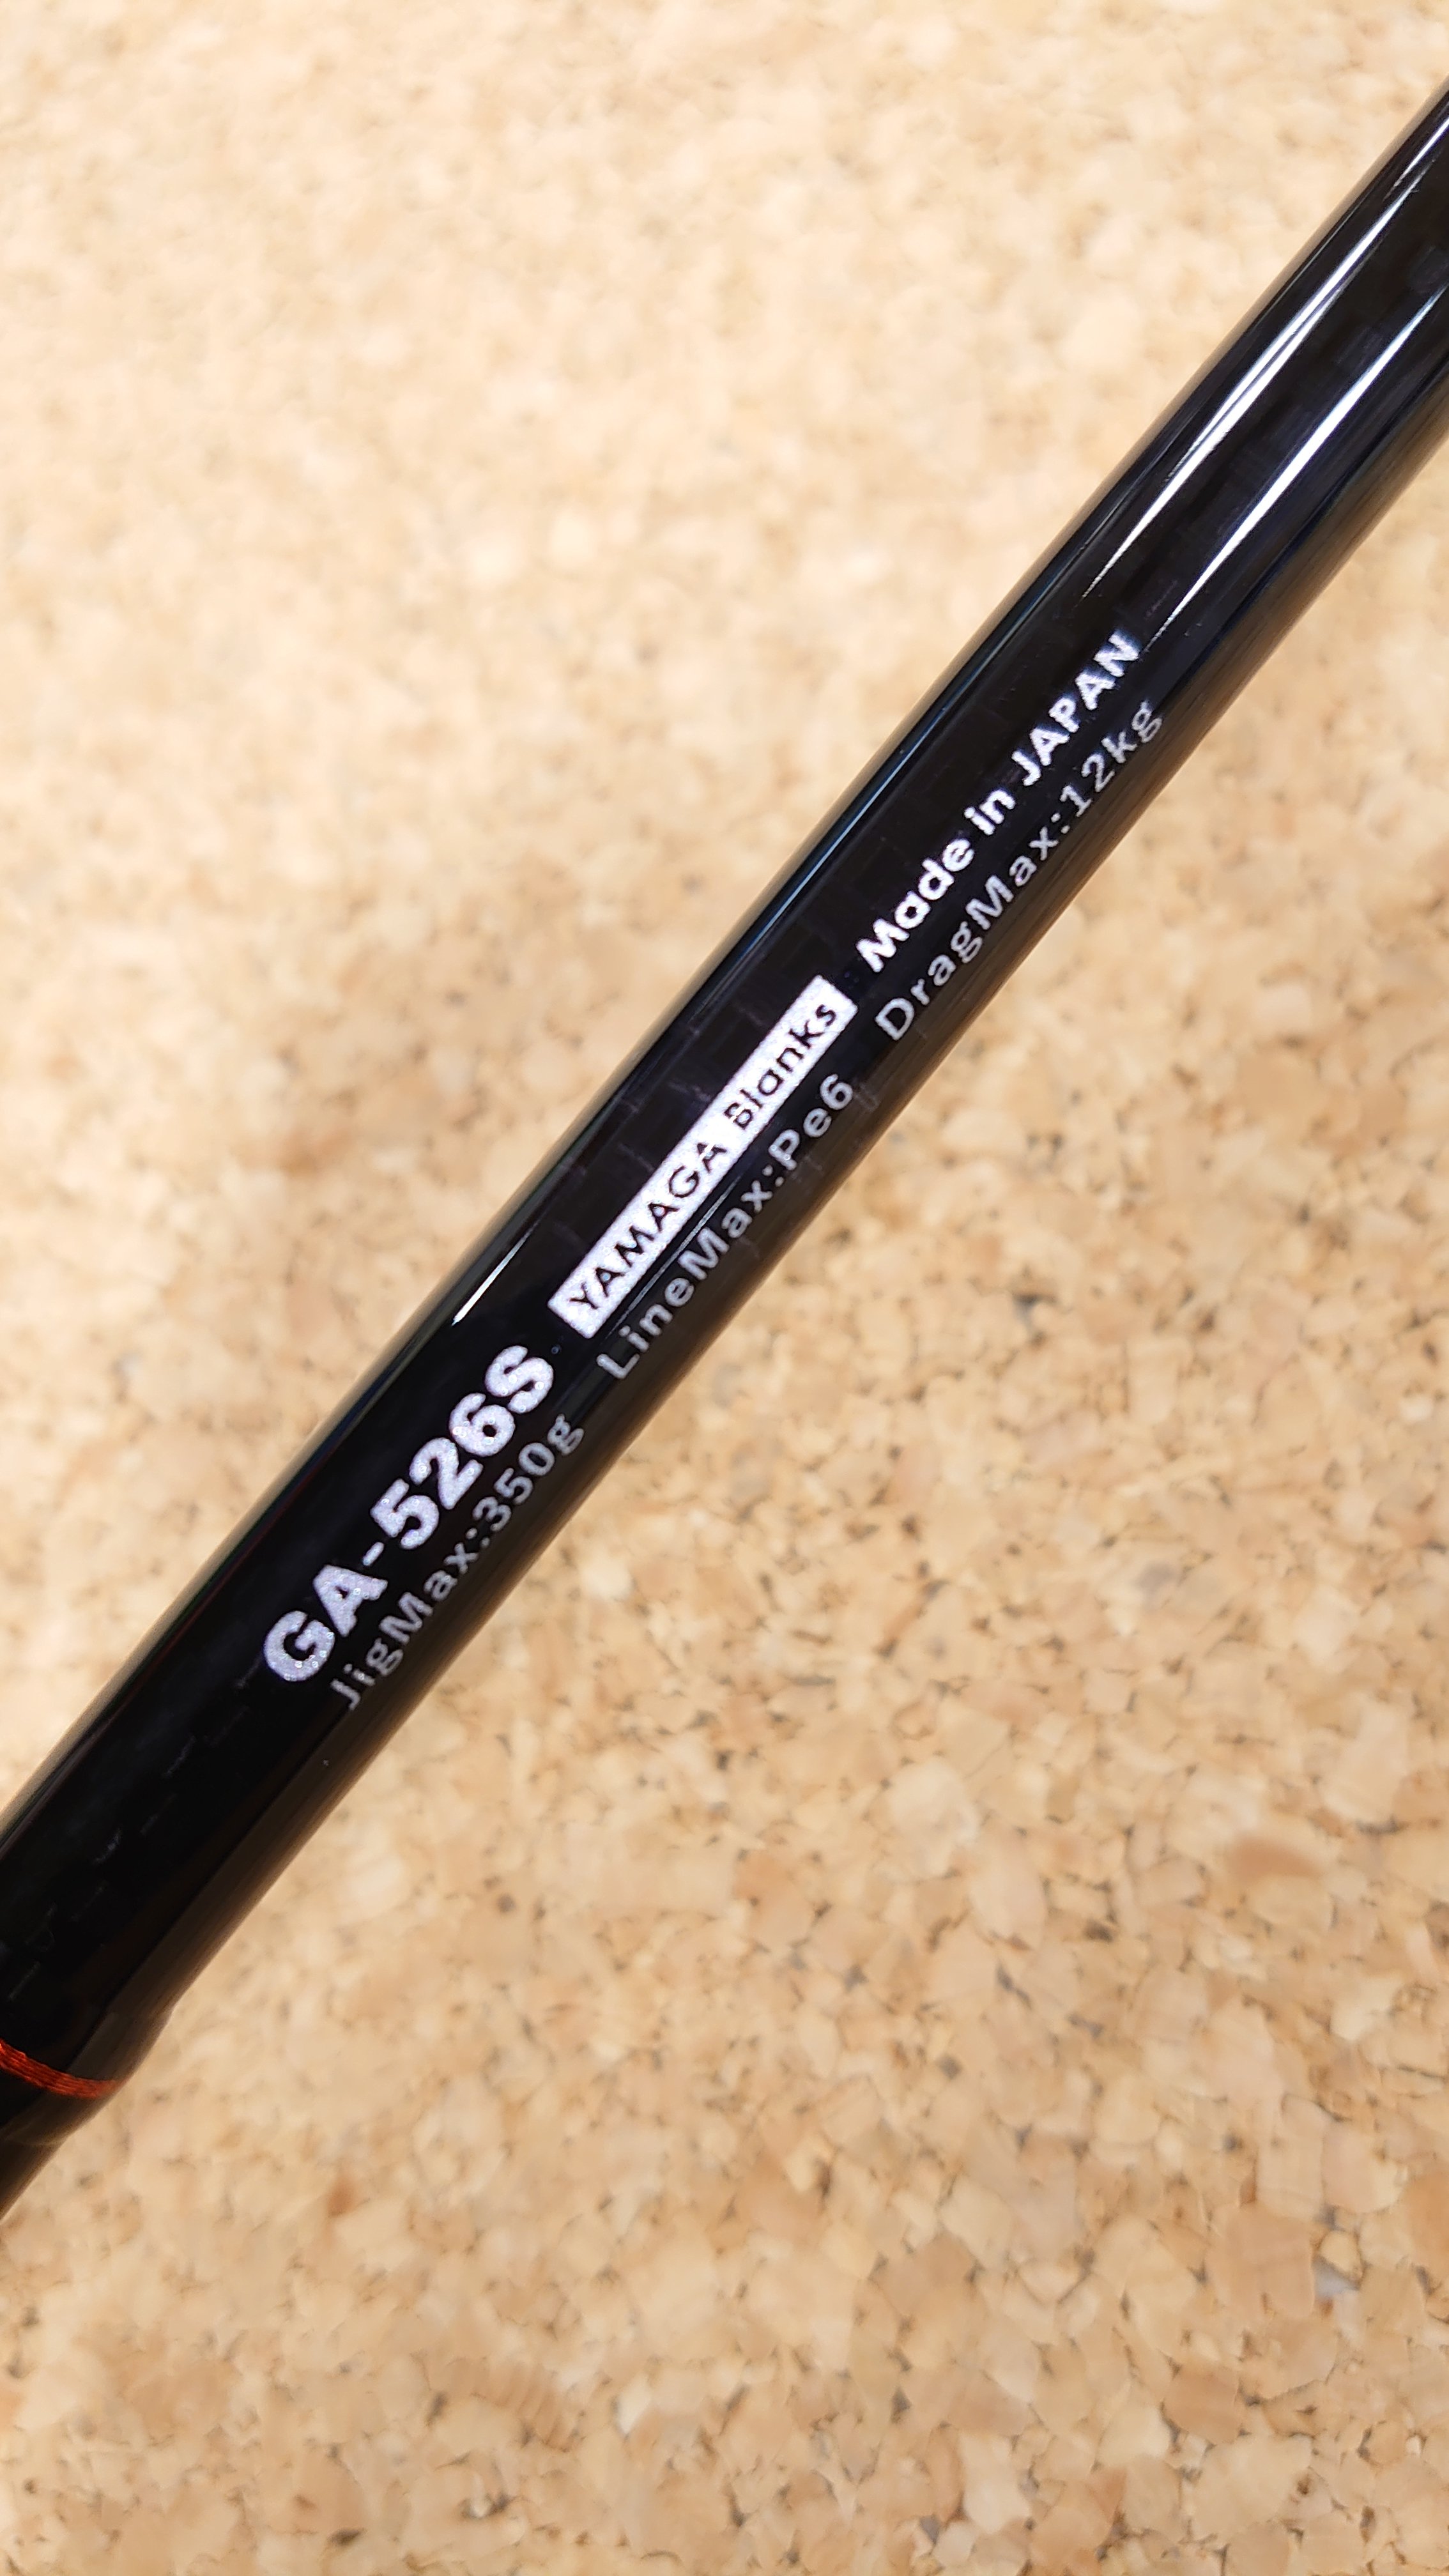 GA-526S YAMAGA Blanks Made in JAPAN
JigMax:350g LineMax:Pe6 DragMax:12kg